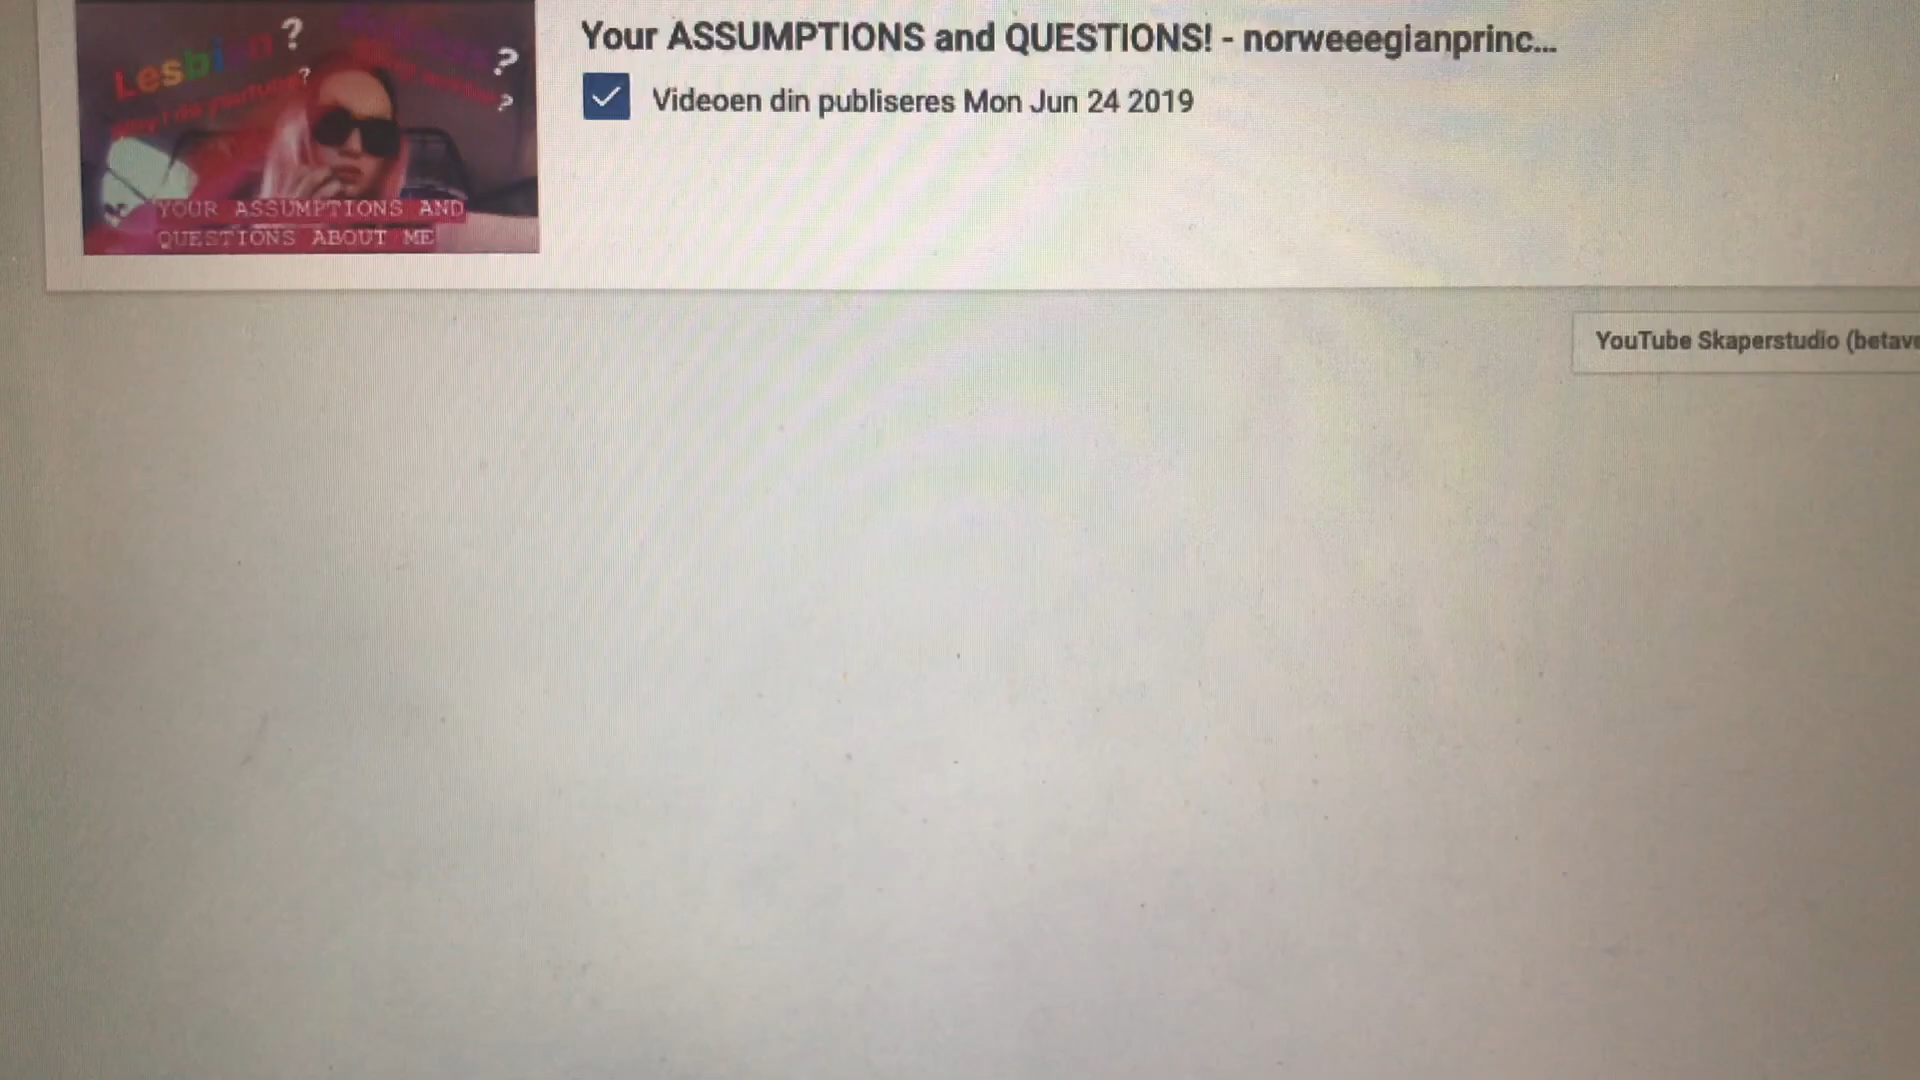 Your ASSUMPTIONS and QUESTIONS! - norweeegianprinc...
Videoen din publiseres Mon Jun 24 2019
?
?
?
?
YOUR ASSUMPTIONS AND
QUESTIONS ABOUT ME
YouTube Skaperstudio (betave